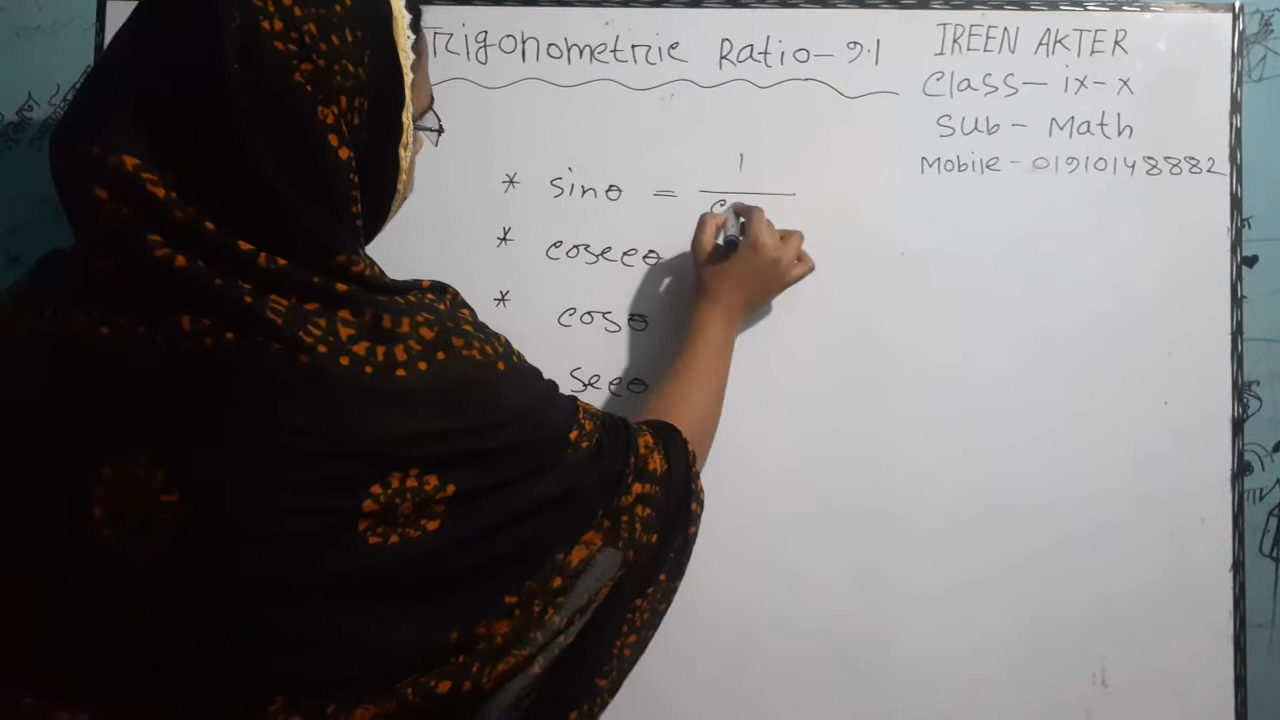 Trigonometric Ratio-9.1
IREEN AKTER
Class- ix-x
Sub- Math
Mobile- 01910148882
* sinθ = 1/c
* cosecθ
* cosθ
secθ